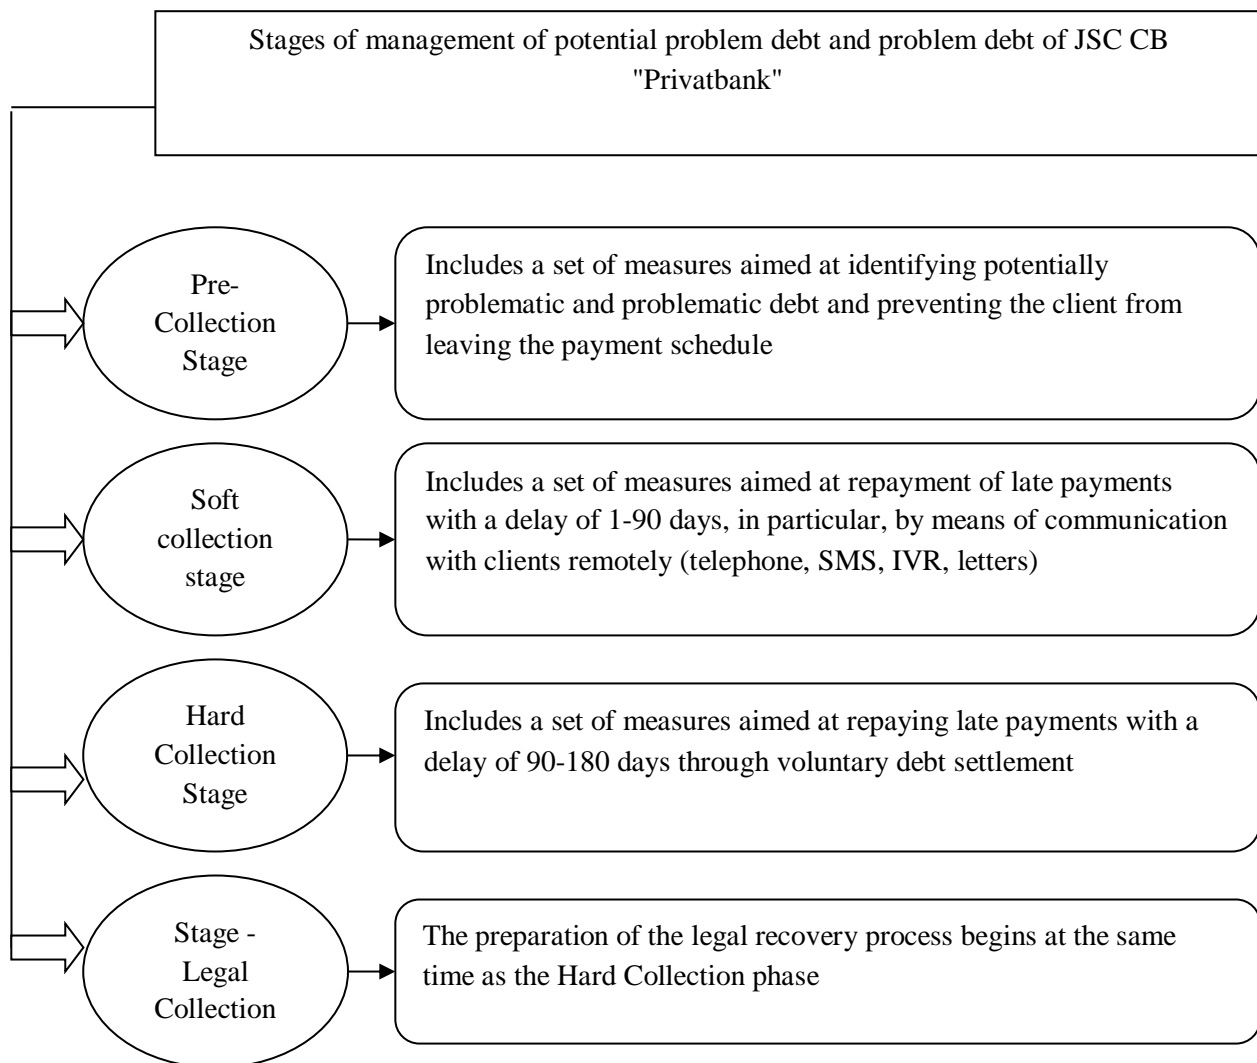 Stages of management of potential problem debt and problem debt of JSC CB
"Privatbank"
Pre-
Collection
Stage
Includes a set of measures aimed at identifying potentially
problematic and problematic debt and preventing the client from
leaving the payment schedule
Soft
collection
stage
Includes a set of measures aimed at repayment of late payments
with a delay of 1-90 days, in particular, by means of communication
with clients remotely (telephone, SMS, IVR, letters)
Hard
Collection
Stage
Includes a set of measures aimed at repaying late payments with a
delay of 90-180 days through voluntary debt settlement
Stage -
Legal
Collection
The preparation of the legal recovery process begins at the same
time as the Hard Collection phase